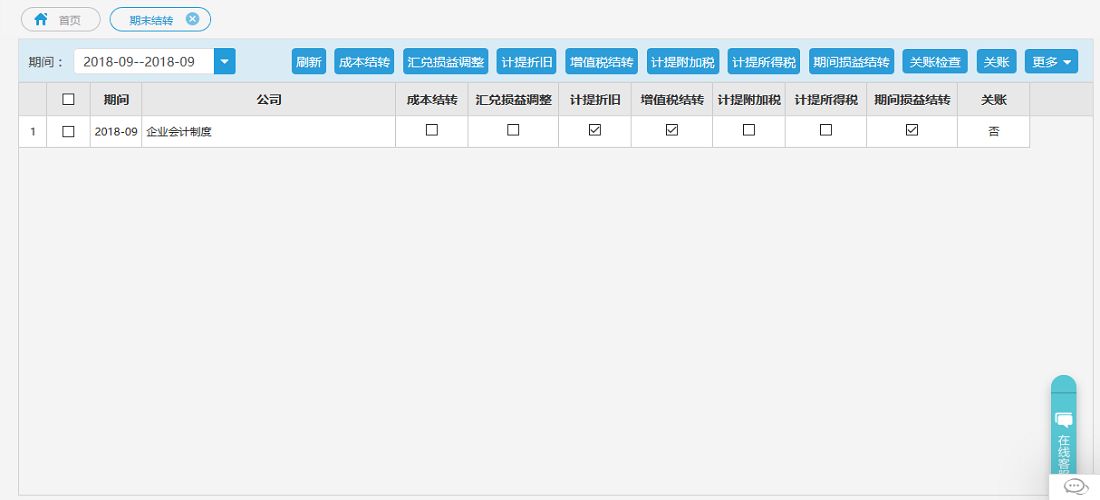 首页 期末结转
期间： 2018-09--2018-09 刷新 成本结转 汇兑损益调整 计提折旧 增值税结转 计提附加税 计提所得税 期间损益结转 关账检查 关账 更多
期间 公司 成本结转 汇兑损益调整 计提折旧 增值税结转 计提附加税 计提所得税 期间损益结转 关账
1 2018-09 企业会计制度 否
在线客服